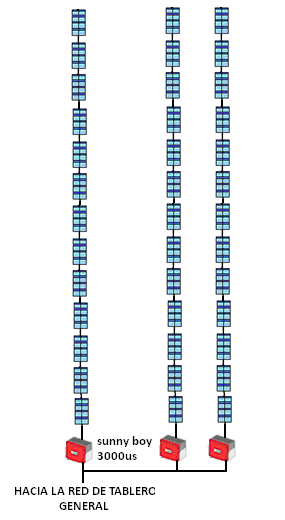 sunny boy
3000us
HACIA LA RED DE TABLERO
GENERAL